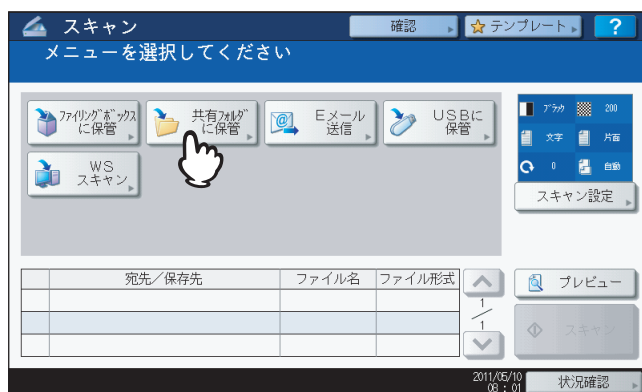 スキャン
確認
テンプレート
?
メニューを選択してください
ファイリングボックス
に保管
共有フォルダ
に保管
Eメール
送信
USBに
保管
WS
スキャン
ブラック
200
文字
片面
0
自動
スキャン設定
宛先/保存先
ファイル名
ファイル形式
1
1
プレビュー
スキャン
2011/05/10
08:01
状況確認